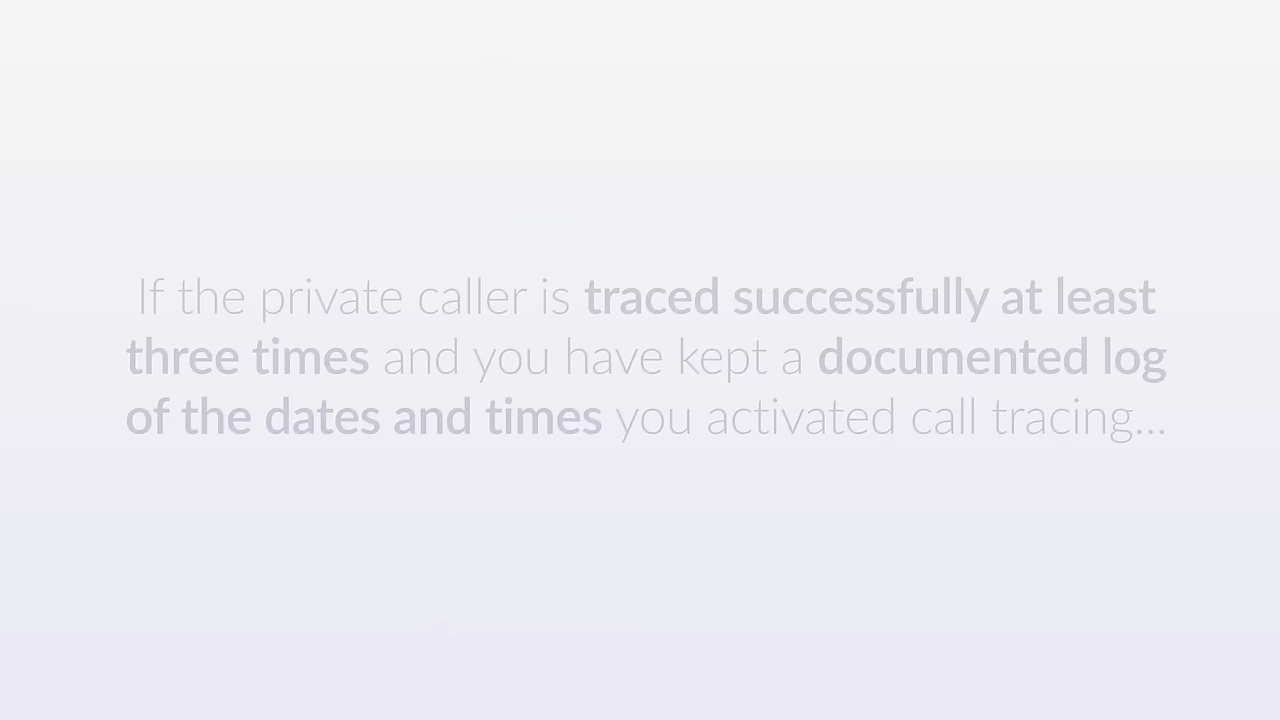 If the private caller is traced successfully at least
three times and you have kept a documented log
of the dates and times you activated call tracing...